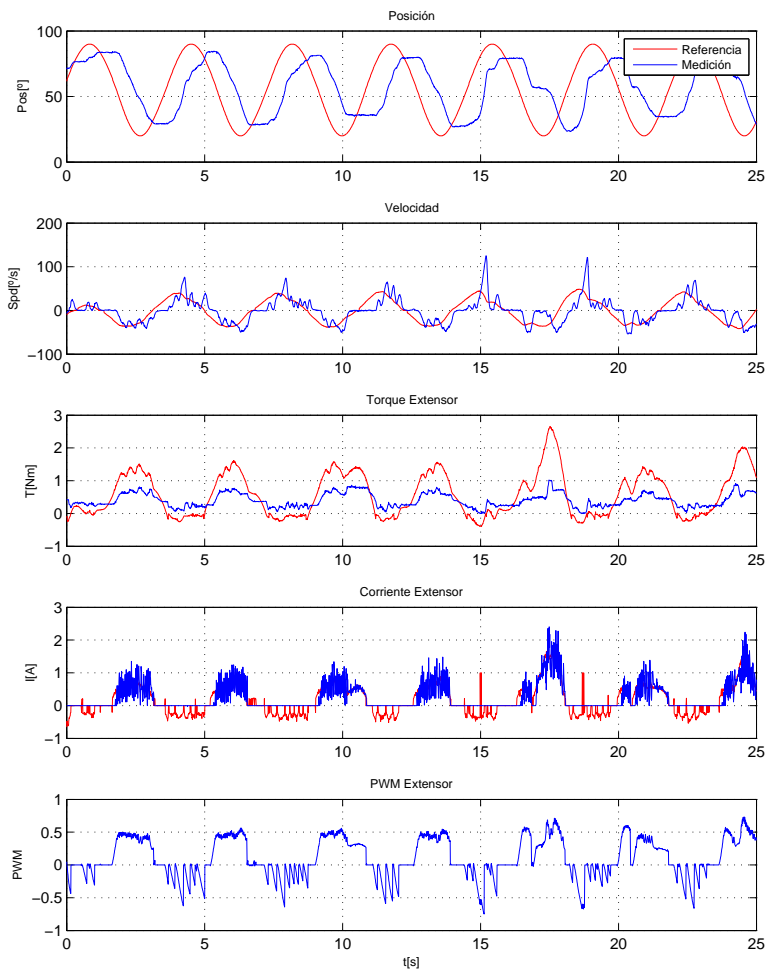 Posición
100
50
0
Pos[º]
Referencia
Medición
0 5 10 15 20 25
Velocidad
200
100
0
−100
Spd[º/s]
0 5 10 15 20 25
Torque Extensor
3
2
1
0
−1
T[Nm]
0 5 10 15 20 25
Corriente Extensor
3
2
1
0
−1
I[A]
0 5 10 15 20 25
PWM Extensor
1
0.5
0
−0.5
−1
PWM
0 5 10 15 20 25
t[s]